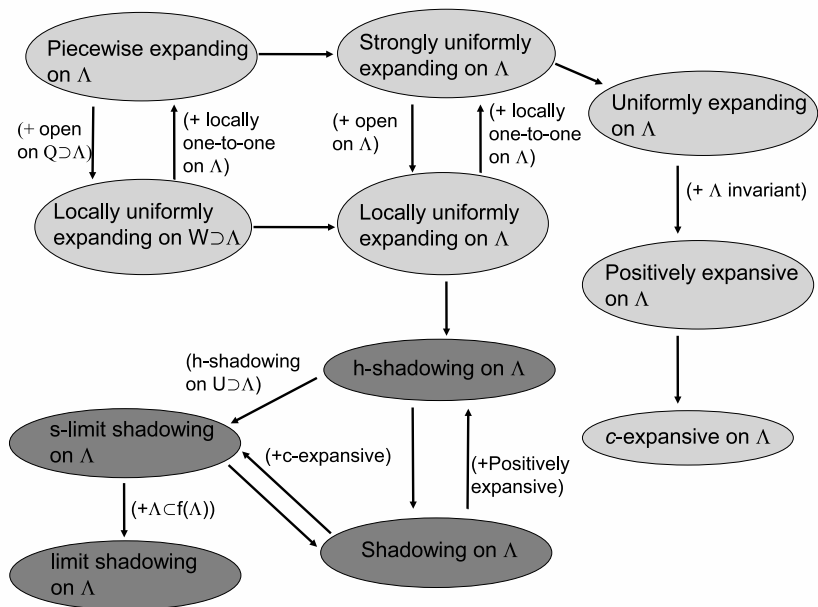 Piecewise expanding
on Λ
Strongly uniformly
expanding on Λ
Uniformly expanding
on Λ
(+ open
on Q⊃Λ)
(+ locally
one-to-one
on Λ)
(+ open
on Λ)
(+ locally
one-to-one
on Λ)
(+ Λ invariant)
Locally uniformly
expanding on W⊃Λ
Locally uniformly
expanding on Λ
Positively expansive
on Λ
h-shadowing on Λ
(h-shadowing
on U⊃Λ)
s-limit shadowing
on Λ
c-expansive on Λ
(+c-expansive)
(+Positively
expansive)
(+Λ⊂f(Λ))
Shadowing on Λ
limit shadowing
on Λ